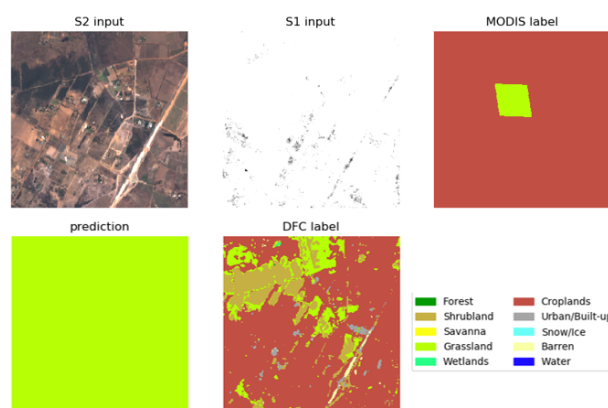 S2 input
S1 input
MODIS label
prediction
DFC label
Forest
Shrubland
Savanna
Grassland
Wetlands
Croplands
Urban/Built-up
Snow/Ice
Barren
Water